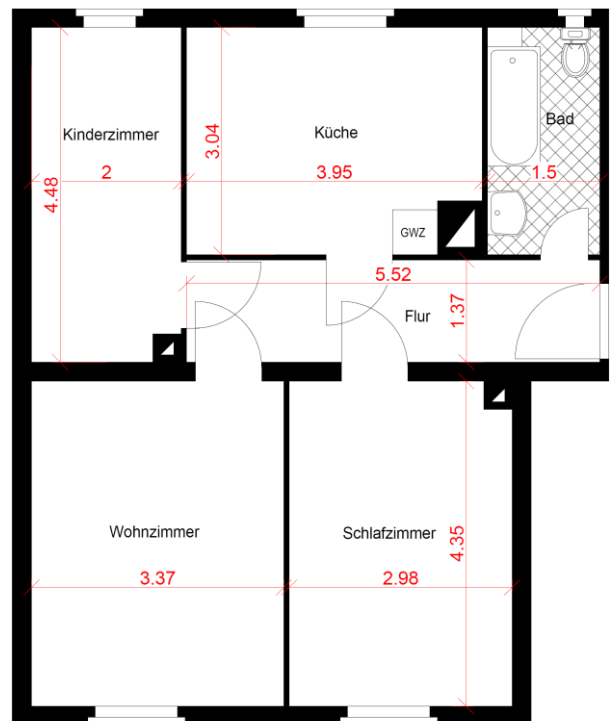 Kinderzimmer
Küche
Bad
3.04
2
3.95
1.5
4.48
GWZ
5.52
Flur
1.37
Wohnzimmer
Schlafzimmer
4.35
3.37
2.98